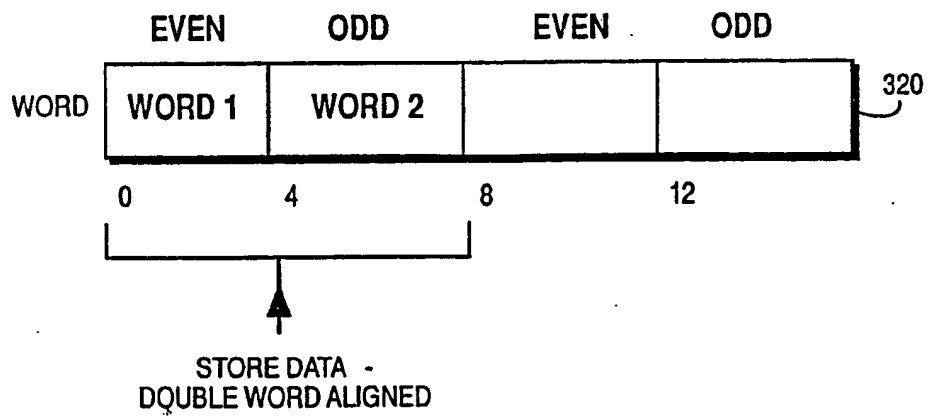 EVEN ODD EVEN ODD
WORD WORD 1 WORD 2 320
0 4 8 12
STORE DATA -
DOUBLE WORD ALIGNED